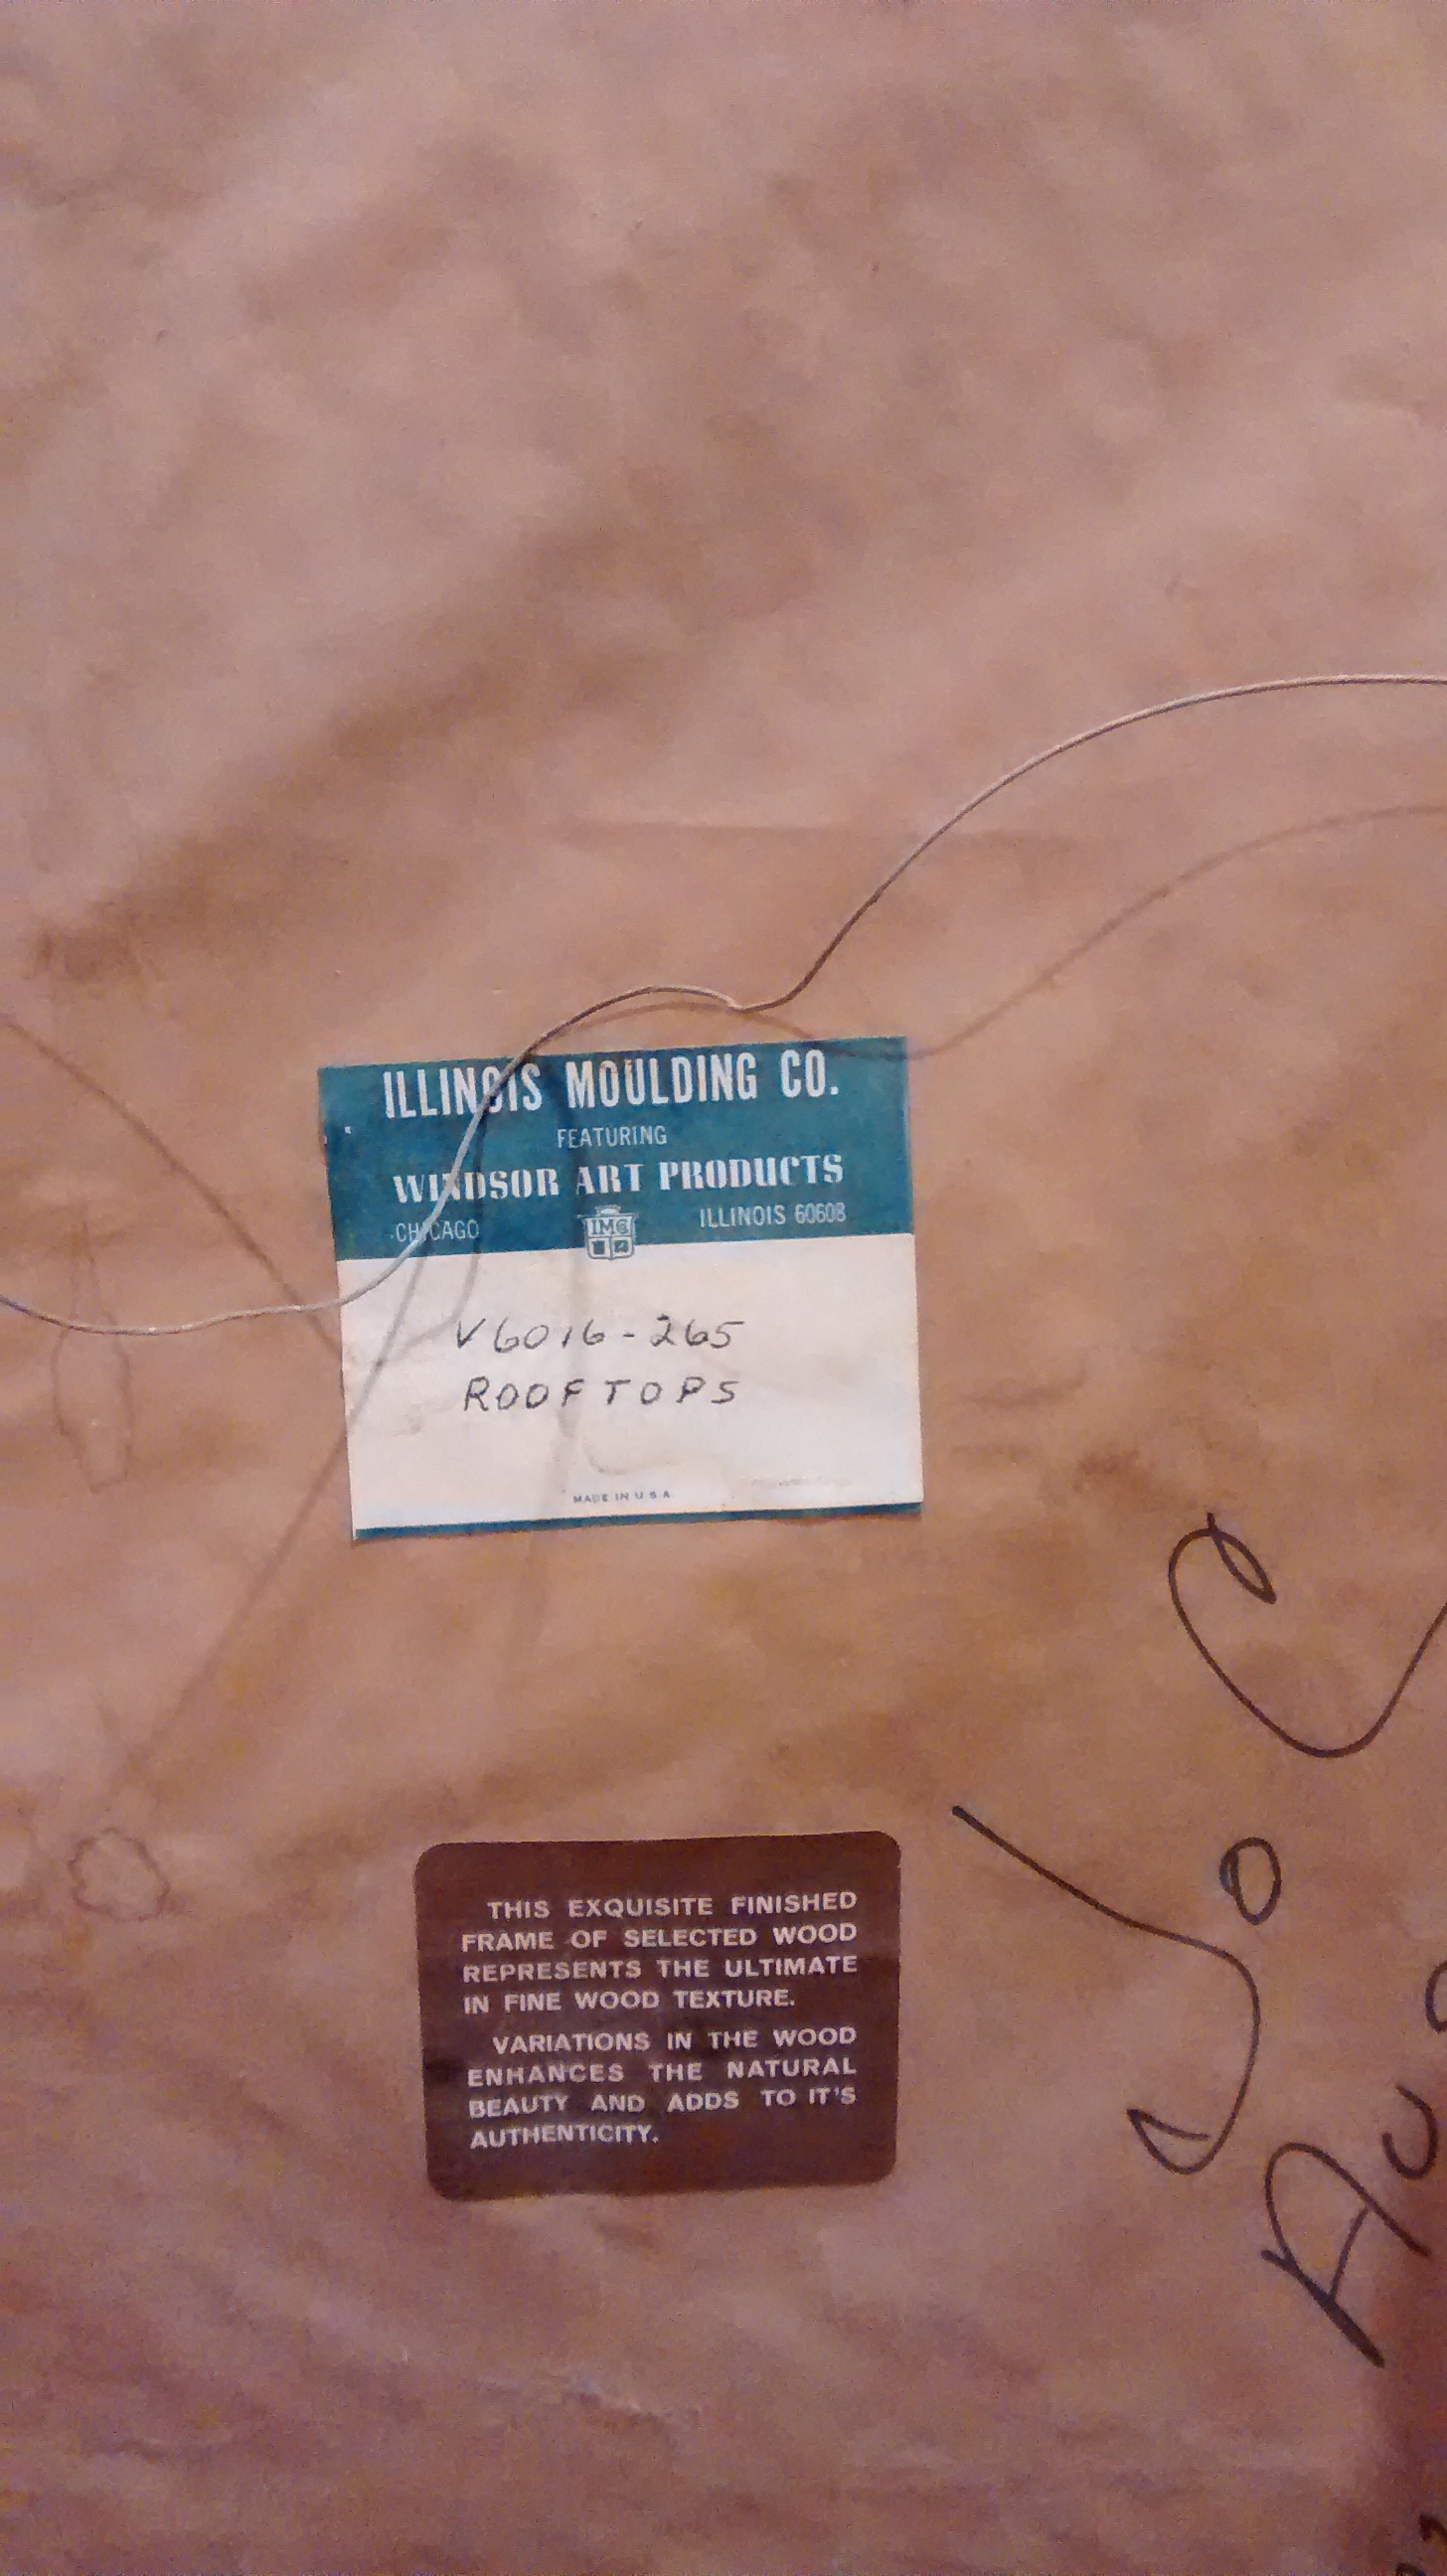 ILLINOIS MOULDING CO.
FEATURING
WINDSOR ART PRODUCTS
CHICAGO ILLINOIS 60608
IMC
V6016-265
ROOFTOPS
MADE IN U S A
THIS EXQUISITE FINISHED
FRAME OF SELECTED WOOD
REPRESENTS THE ULTIMATE
IN FINE WOOD TEXTURE.
VARIATIONS IN THE WOOD
ENHANCES THE NATURAL
BEAUTY AND ADDS TO IT'S
AUTHENTICITY.